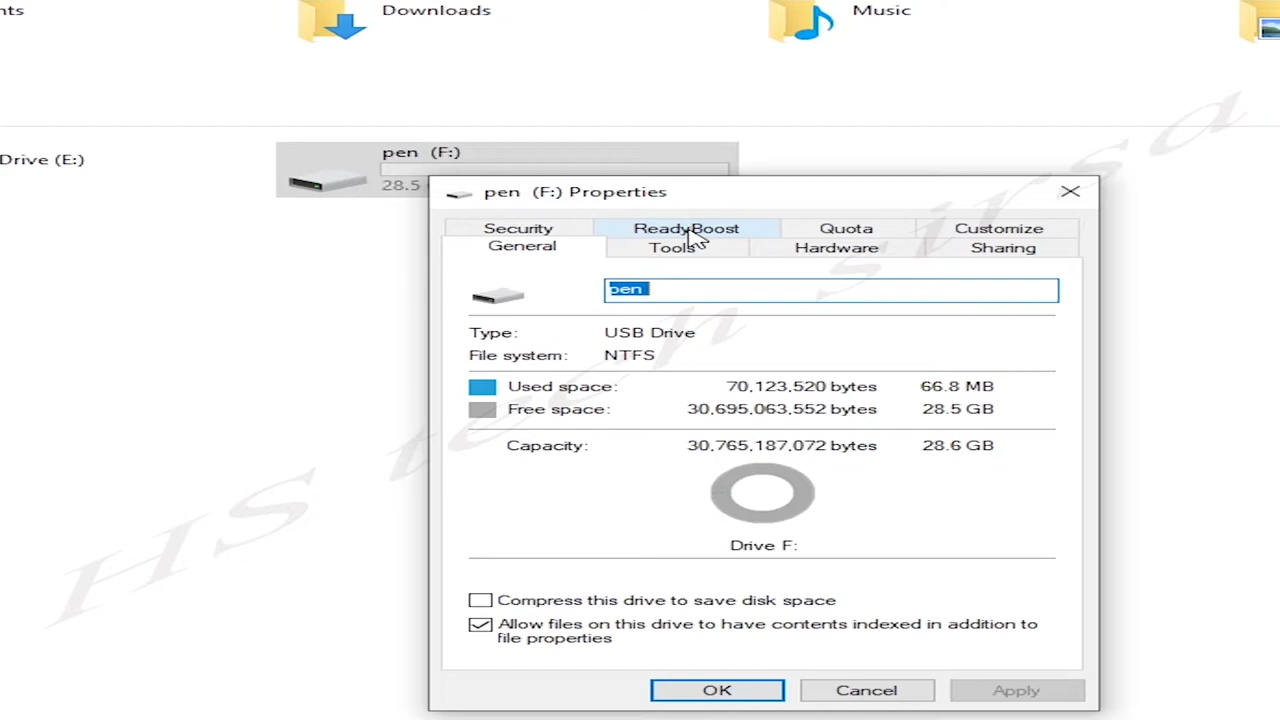 nts
Downloads
Music
Drive (E:)
pen (F:)
28.5
pen (F:) Properties
Security
ReadyBoost
Quota
Customize
General
Tools
Hardware
Sharing
pen
Type: USB Drive
File system: NTFS
Used space: 70,123,520 bytes 66.8 MB
Free space: 30,695,063,552 bytes 28.5 GB
Capacity: 30,765,187,072 bytes 28.6 GB
Drive F:
Compress this drive to save disk space
Allow files on this drive to have contents indexed in addition to
file properties
OK
Cancel
Apply
HS tech sirsa